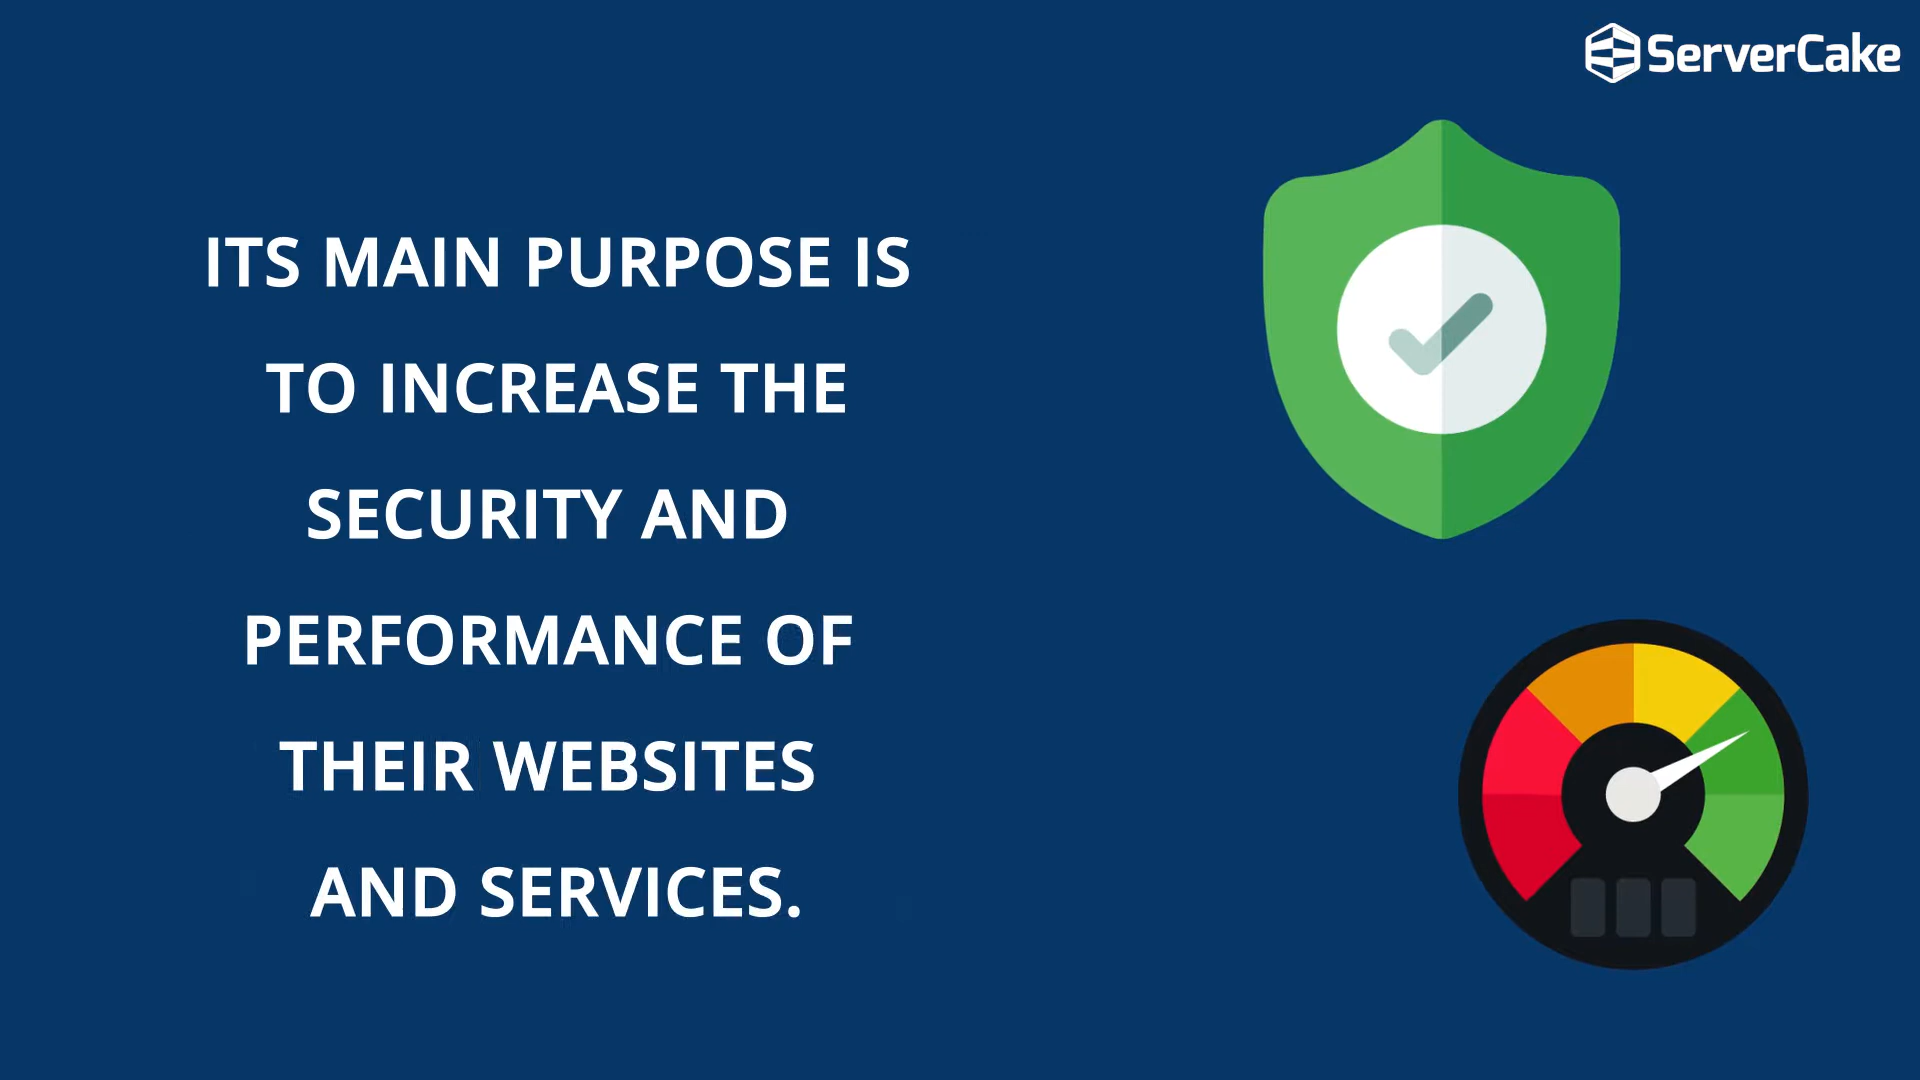 ServerCake
ITS MAIN PURPOSE IS
TO INCREASE THE
SECURITY AND
PERFORMANCE OF
THEIR WEBSITES
AND SERVICES.